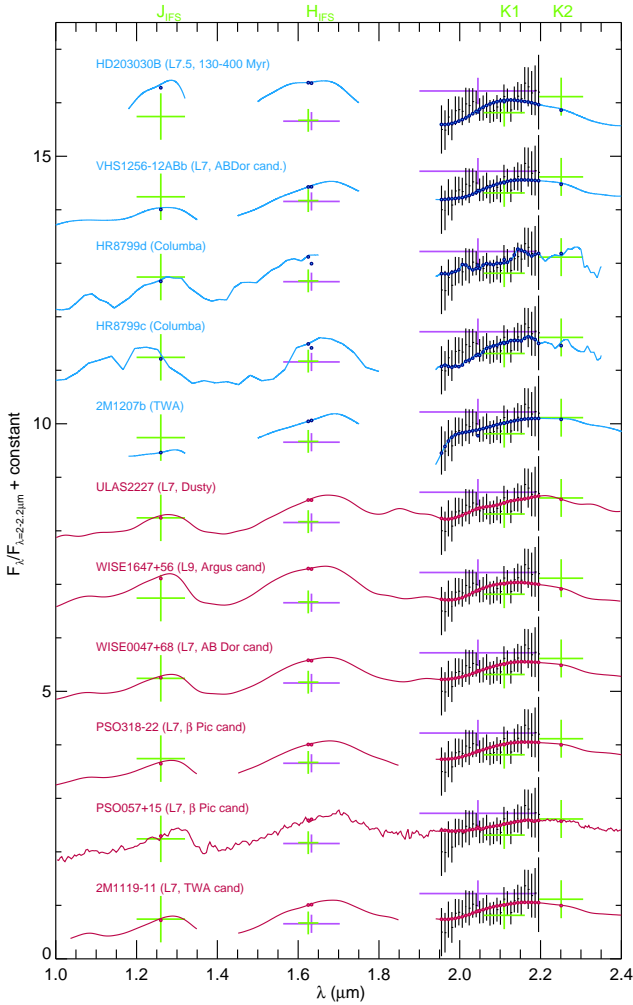 J_IFS H_IFS K1 K2
HD203030B (L7.5, 130-400 Myr)
15
VHS1256-12ABb (L7, ABDor cand.)
HR8799d (Columba)
HR8799c (Columba)
10
2M1207b (TWA)
ULAS2227 (L7, Dusty)
WISE1647+56 (L9, Argus cand)
WISE0047+68 (L7, AB Dor cand)
5
PSO318-22 (L7, β Pic cand)
PSO057+15 (L7, β Pic cand)
2M1119-11 (L7, TWA cand)
0
F_λ/F_λ=2-2.2μm + constant
1.0 1.2 1.4 1.6 1.8 2.0 2.2 2.4
λ (μm)